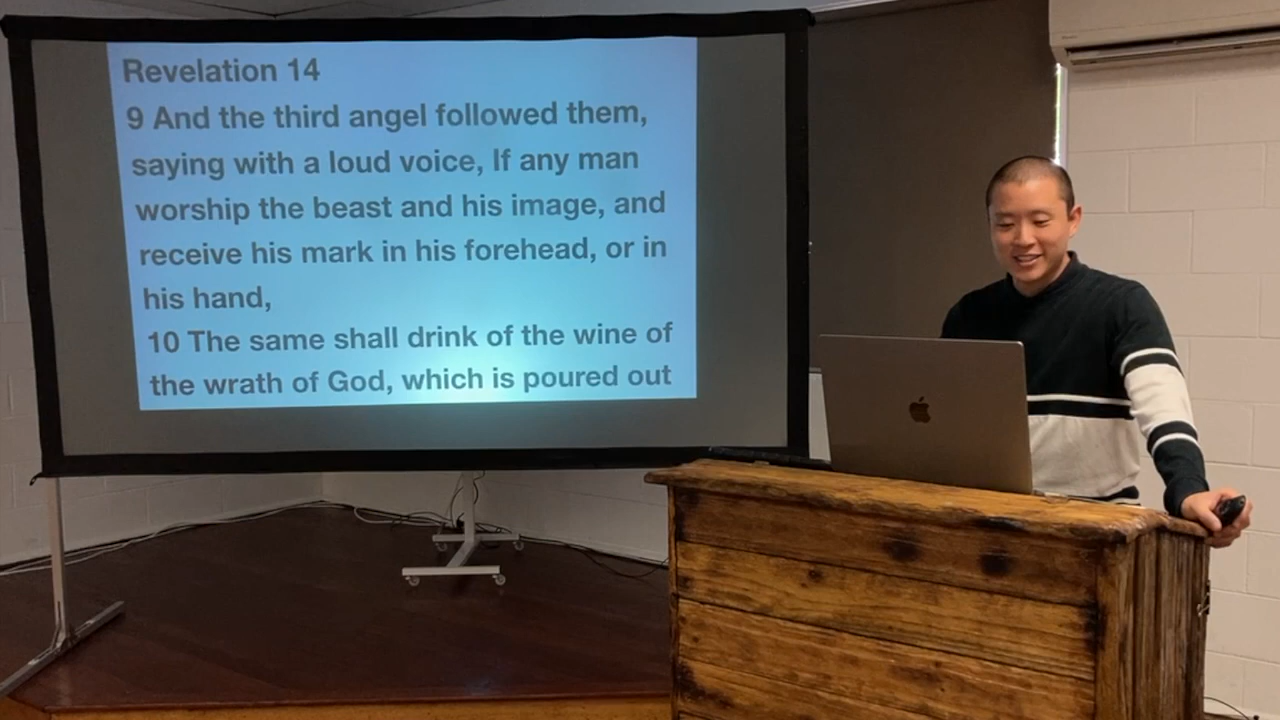 Revelation 14
9 And the third angel followed them,
saying with a loud voice, If any man
worship the beast and his image, and
receive his mark in his forehead, or in
his hand,
10 The same shall drink of the wine of
the wrath of God, which is poured out